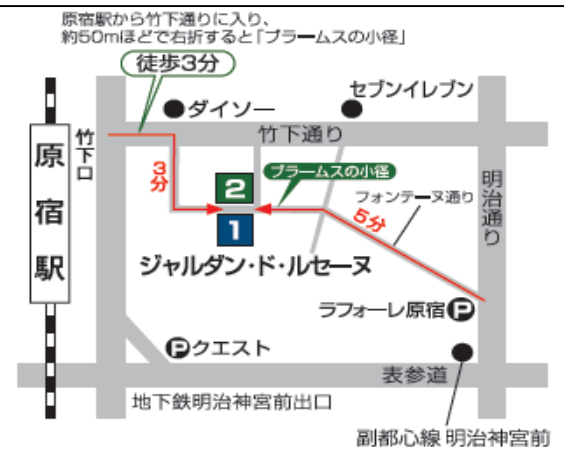 原宿駅から竹下通りに入り、
約50mほどで右折すると「ブラームスの小径」
徒歩3分
セブンイレブン
ダイソー
竹下通り
竹下口
原宿駅
3分
2
ブラームスの小径
フォンテーヌ通り
明治通り
5分
1
ジャルダン・ド・ルセーヌ
ラフォーレ原宿 P
P クエスト
表参道
地下鉄明治神宮前出口
副都心線 明治神宮前